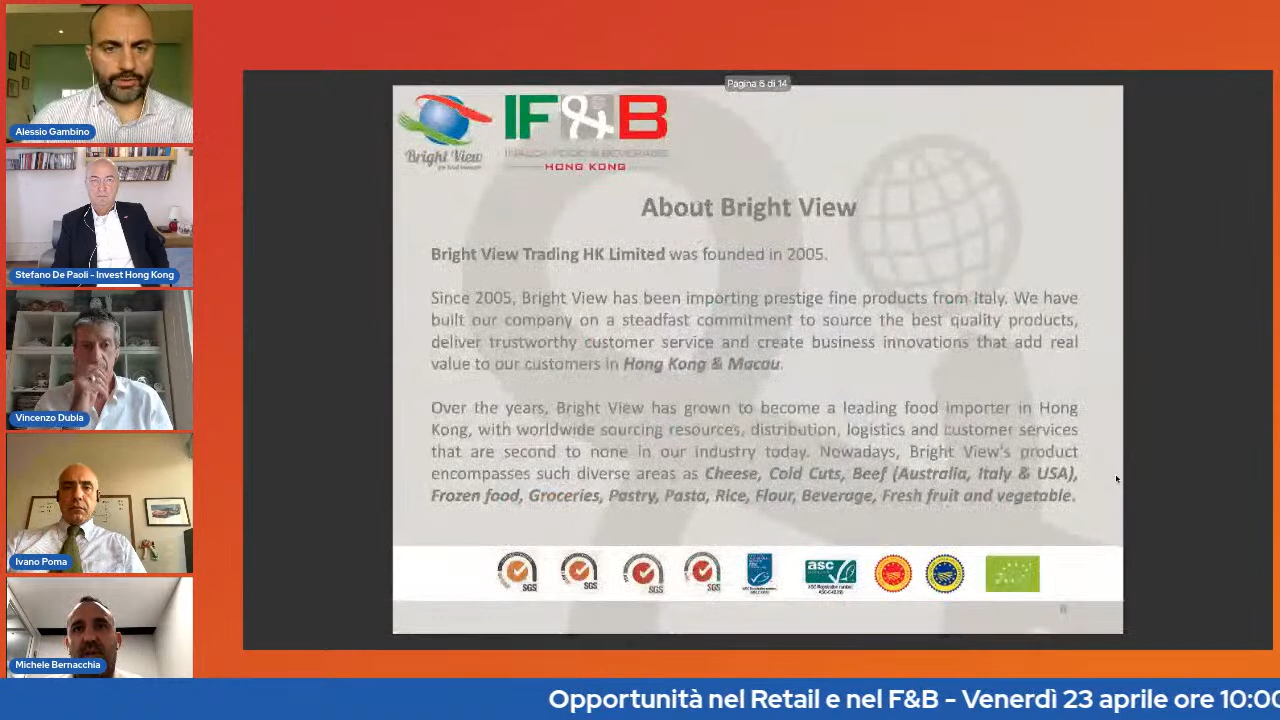 Alessio Gambino
Stefano De Paoli - Invest Hong Kong
Vincenzo Dubla
Ivano Poma
Michele Bernacchia
Pagina 6 di 14
Bright View
IF&B
ITALIAN FOOD & BEVERAGES
HONG KONG
About Bright View
Bright View Trading HK Limited was founded in 2005.
Since 2005, Bright View has been importing prestige fine products from Italy. We have
built our company on a steadfast commitment to source the best quality products,
deliver trustworthy customer service and create business innovations that add real
value to our customers in Hong Kong & Macau.
Over the years, Bright View has grown to become a leading food importer in Hong
Kong, with worldwide sourcing resources, distribution, logistics and customer services
that are second to none in our industry today. Nowadays, Bright View's product
encompasses such diverse areas as Cheese, Cold Cuts, Beef (Australia, Italy & USA),
Frozen food, Groceries, Pastry, Pasta, Rice, Flour, Beverage, Fresh fruit and vegetable.
SGS
SGS
SGS
SGS
asc
Opportunità nel Retail e nel F&B - Venerdì 23 aprile ore 10:00